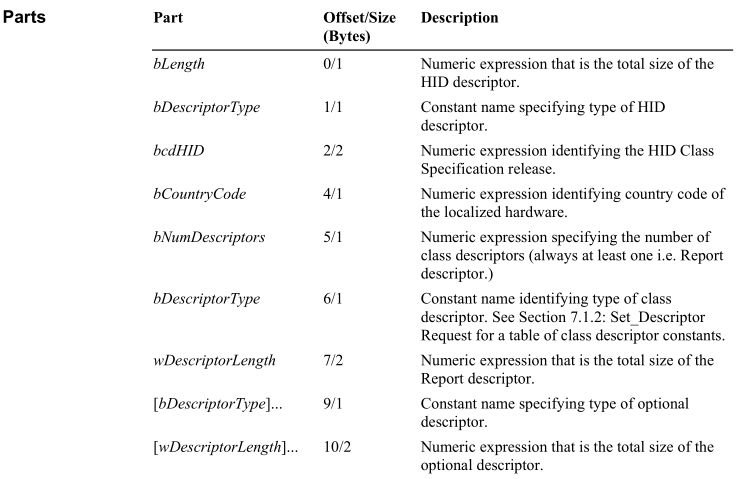 Parts
Part Offset/Size Description
(Bytes)
bLength 0/1 Numeric expression that is the total size of the
HID descriptor.
bDescriptorType 1/1 Constant name specifying type of HID
descriptor.
bcdHID 2/2 Numeric expression identifying the HID Class
Specification release.
bCountryCode 4/1 Numeric expression identifying country code of
the localized hardware.
bNumDescriptors 5/1 Numeric expression specifying the number of
class descriptors (always at least one i.e. Report
descriptor.)
bDescriptorType 6/1 Constant name identifying type of class
descriptor. See Section 7.1.2: Set_Descriptor
Request for a table of class descriptor constants.
wDescriptorLength 7/2 Numeric expression that is the total size of the
Report descriptor.
[bDescriptorType]... 9/1 Constant name specifying type of optional
descriptor.
[wDescriptorLength]... 10/2 Numeric expression that is the total size of the
optional descriptor.